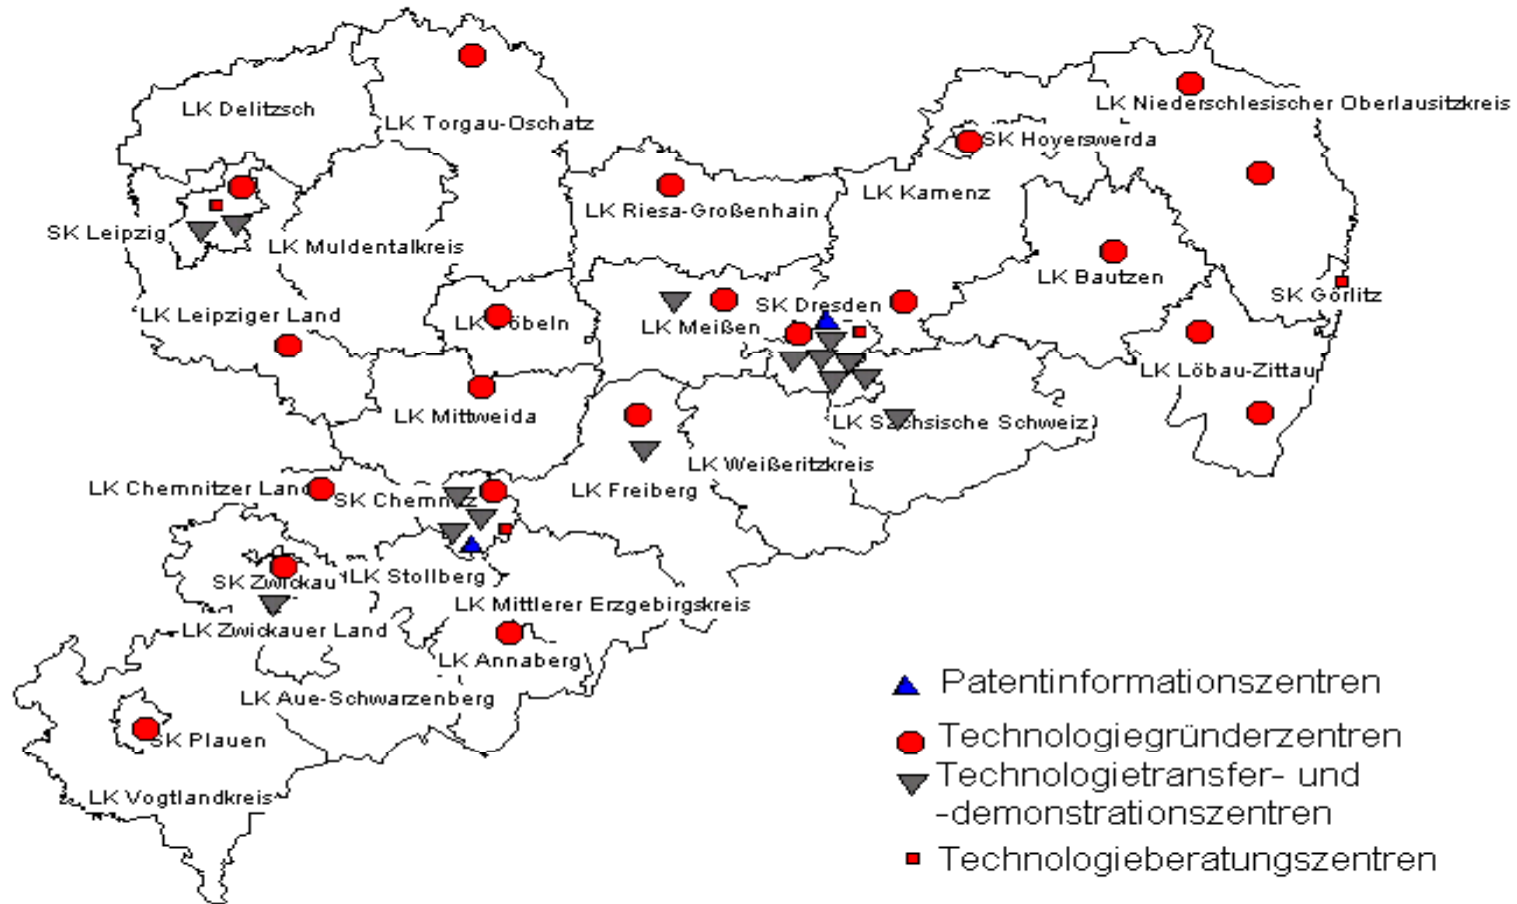 LK Delitzsch
LK Torgau-Oschatz
LK Niederschlesischer Oberlausitzkreis
SK Hoyerswerda
LK Kamenz
LK Riesa-Großenhain
SK Leipzig
LK Muldentalkreis
LK Bautzen
SK Görlitz
LK Leipziger Land
LK Döbeln
LK Meißen
SK Dresden
LK Löbau-Zittau
LK Mittweida
LK Sächsische Schweiz
LK Weißeritzkreis
LK Chemnitzer Land
SK Chemnitz
LK Freiberg
SK Zwickau
LK Stollberg
LK Mittlerer Erzgebirgskreis
LK Zwickauer Land
LK Annaberg
LK Aue-Schwarzenberg
SK Plauen
LK Vogtlandkreis
Patentinformationszentren
Technologiegründerzentren
Technologietransfer- und
-demonstrationszentren
Technologieberatungszentren